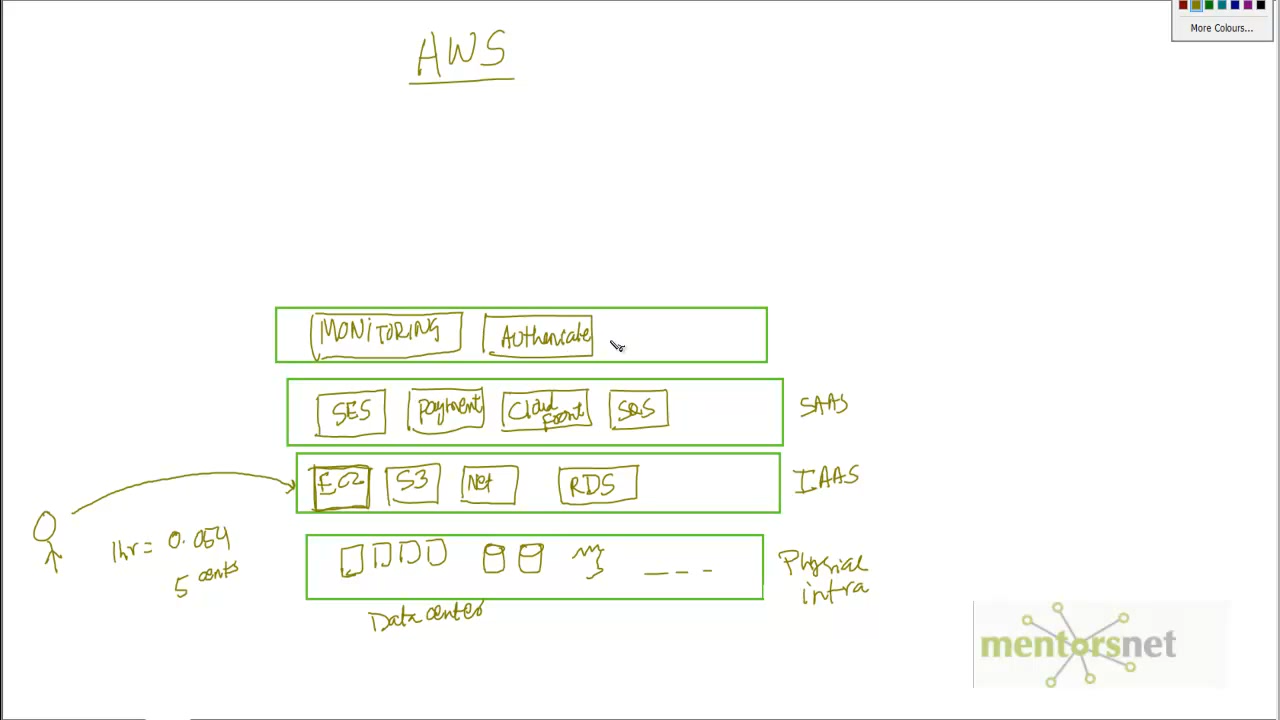 More Colours...
AWS
MONITORING Authenicate
SES Payment Cloud Front SQS SAAS
EC2 S3 Net RDS IAAS
1hr = 0.054
5 cents
Physical
infra
Data center
mentorsnet